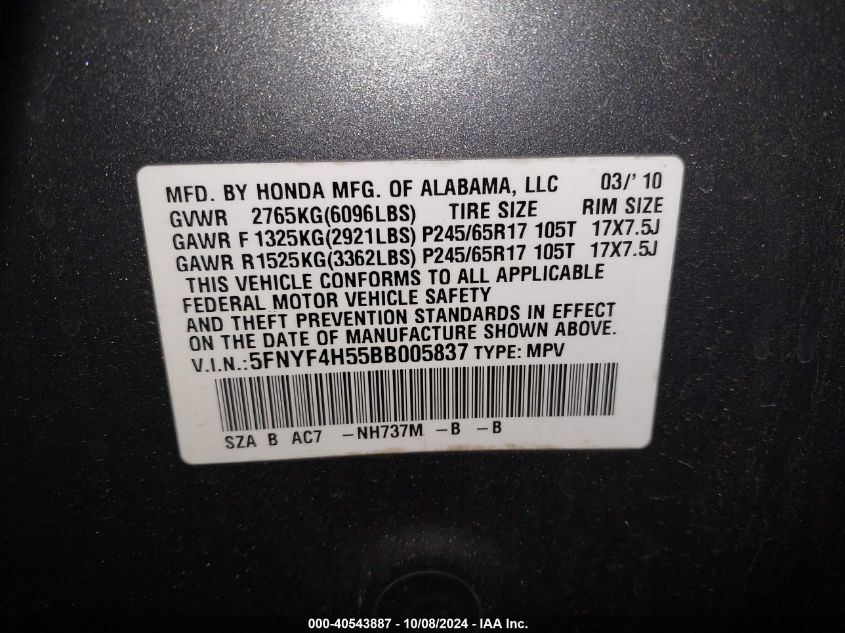 MFD. BY HONDA MFG. OF ALABAMA, LLC 03/' 10
GVWR 2765KG(6096LBS) TIRE SIZE RIM SIZE
GAWR F 1325KG(2921LBS) P245/65R17 105T 17X7.5J
GAWR R 1525KG(3362LBS) P245/65R17 105T 17X7.5J
THIS VEHICLE CONFORMS TO ALL APPLICABLE
FEDERAL MOTOR VEHICLE SAFETY
AND THEFT PREVENTION STANDARDS IN EFFECT
ON THE DATE OF MANUFACTURE SHOWN ABOVE.
V.I.N.: 5FNYF4H55BB005837 TYPE: MPV
SZA B AC7 -NH737M -B -B
000-40543887 - 10/08/2024 - IAA Inc.